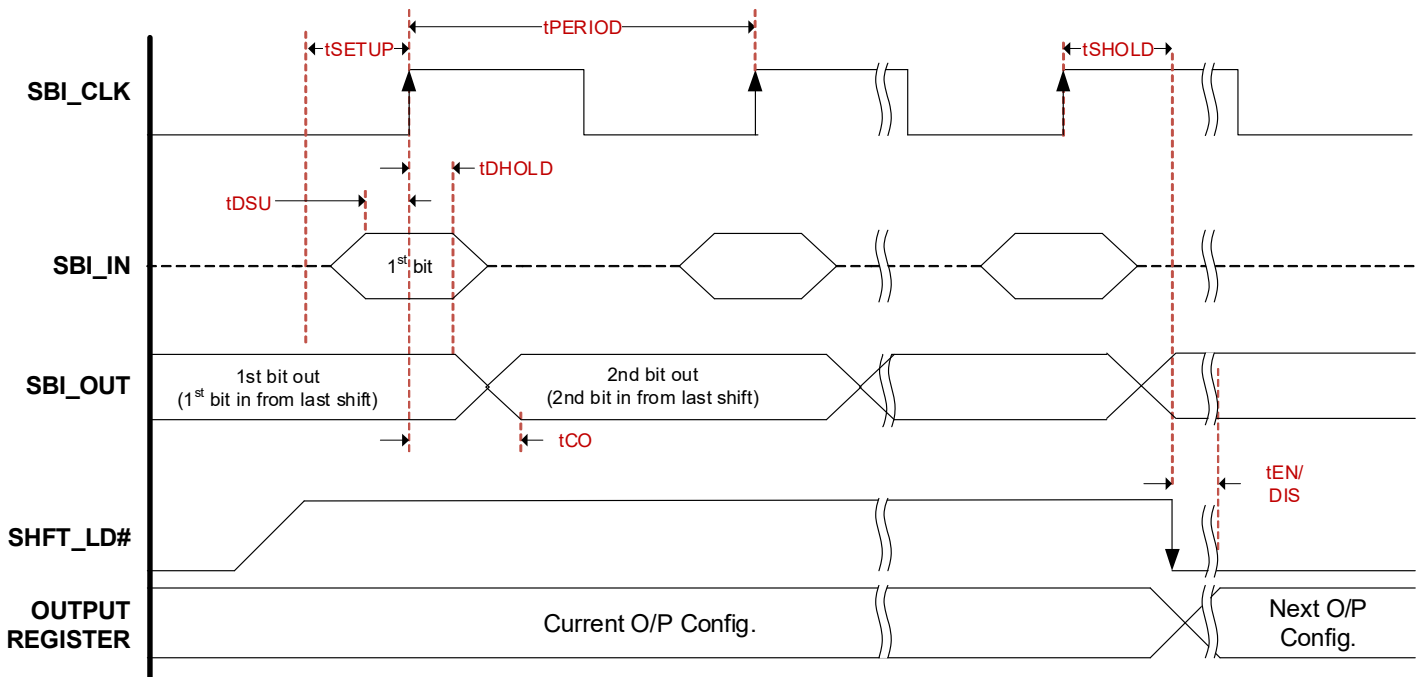 tPERIOD
tSETUP
tSHOLD
SBI_CLK
tDHOLD
tDSU
SBI_IN
1st bit
SBI_OUT
1st bit out
(1st bit in from last shift)
2nd bit out
(2nd bit in from last shift)
tCO
tEN/
DIS
SHFT_LD#
OUTPUT
REGISTER
Current O/P Config.
Next O/P
Config.